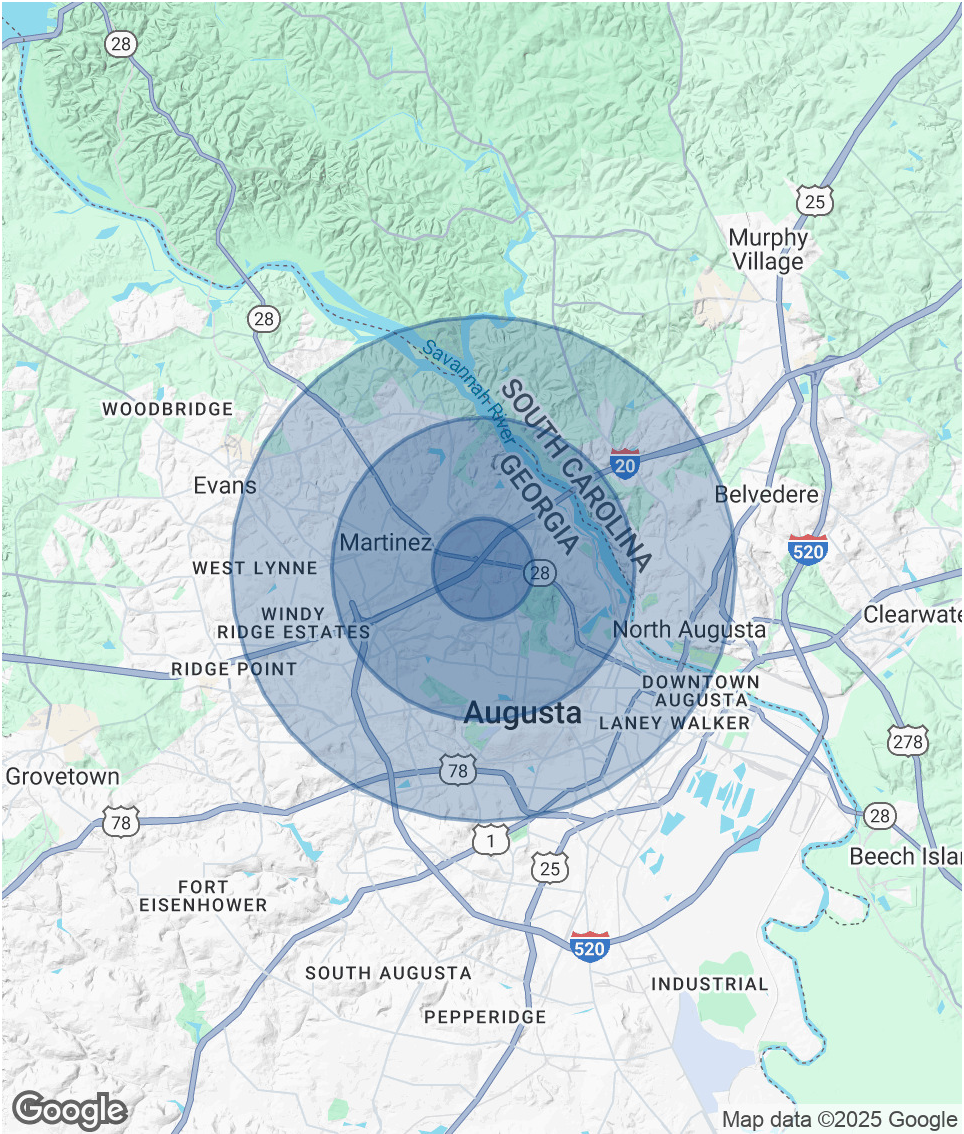 28
25
Murphy
Village
28
Savannah River
SOUTH CAROLINA
GEORGIA
WOODBRIDGE
20
Evans
Belvedere
Martinez
520
WEST LYNNE
28
WINDY
RIDGE ESTATES
Clearwate
North Augusta
RIDGE POINT
DOWNTOWN
AUGUSTA
Augusta
LANEY WALKER
278
Grovetown
78
78
28
1
Beech Islan
25
FORT
EISENHOWER
520
SOUTH AUGUSTA
INDUSTRIAL
PEPPERIDGE
Google
Map data ©2025 Google